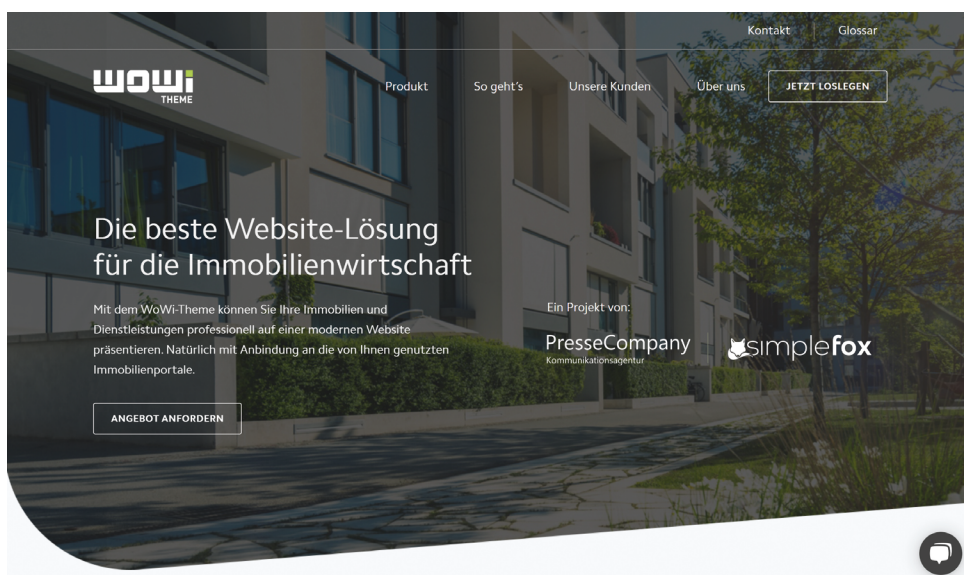 Kontakt
Glossar
WOWi
THEME
Produkt
So geht's
Unsere Kunden
Über uns
JETZT LOSLEGEN
Die beste Website-Lösung
für die Immobilienwirtschaft
Mit dem WoWi-Theme können Sie Ihre Immobilien und
Dienstleistungen professionell auf einer modernen Website
präsentieren. Natürlich mit Anbindung an die von Ihnen genutzten
Immobilienportale.
ANGEBOT ANFORDERN
Ein Projekt von:
PresseCompany
Kommunikationsagentur
simplefox